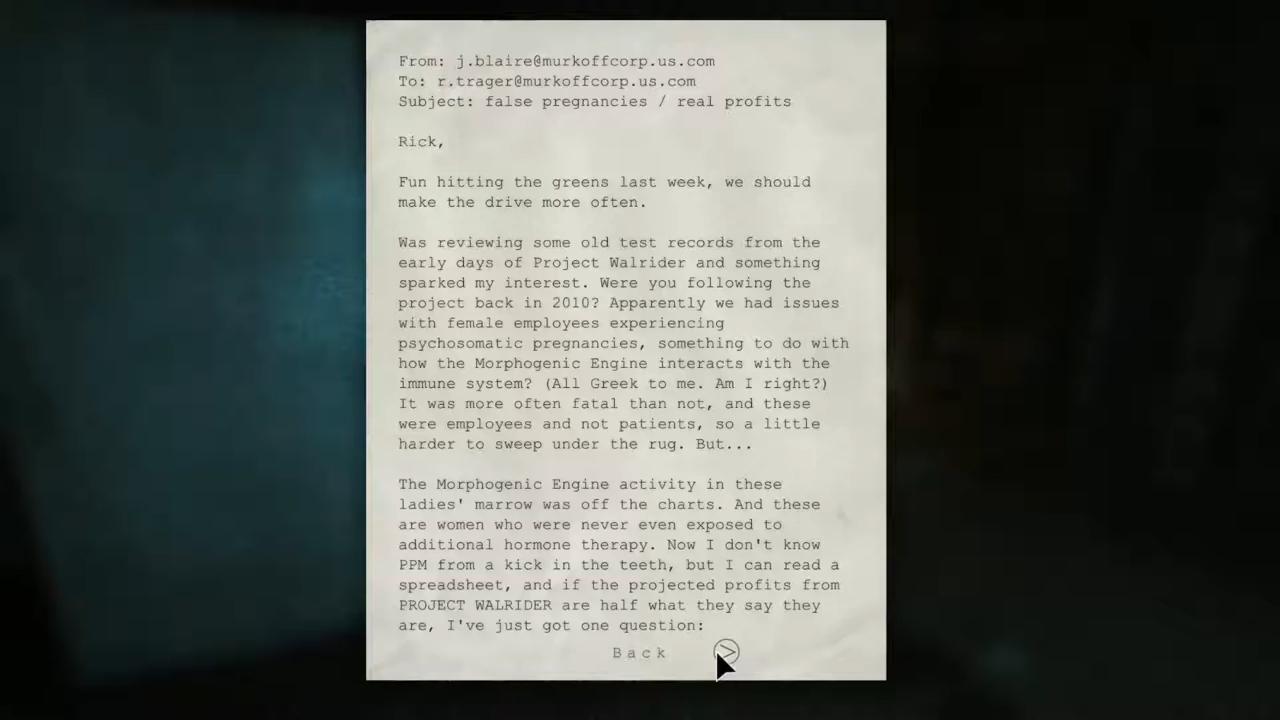 From: j.blaire@murkoffcorp.us.com
To: r.trager@murkoffcorp.us.com
Subject: false pregnancies / real profits
Rick,
Fun hitting the greens last week, we should
make the drive more often.
Was reviewing some old test records from the
early days of Project Walrider and something
sparked my interest. Were you following the
project back in 2010? Apparently we had issues
with female employees experiencing
psychosomatic pregnancies, something to do with
how the Morphogenic Engine interacts with the
immune system? (All Greek to me. Am I right?)
It was more often fatal than not, and these
were employees and not patients, so a little
harder to sweep under the rug. But...
The Morphogenic Engine activity in these
ladies' marrow was off the charts. And these
are women who were never even exposed to
additional hormone therapy. Now I don't know
PPM from a kick in the teeth, but I can read a
spreadsheet, and if the projected profits from
PROJECT WALRIDER are half what they say they
are, I've just got one question:
Back >